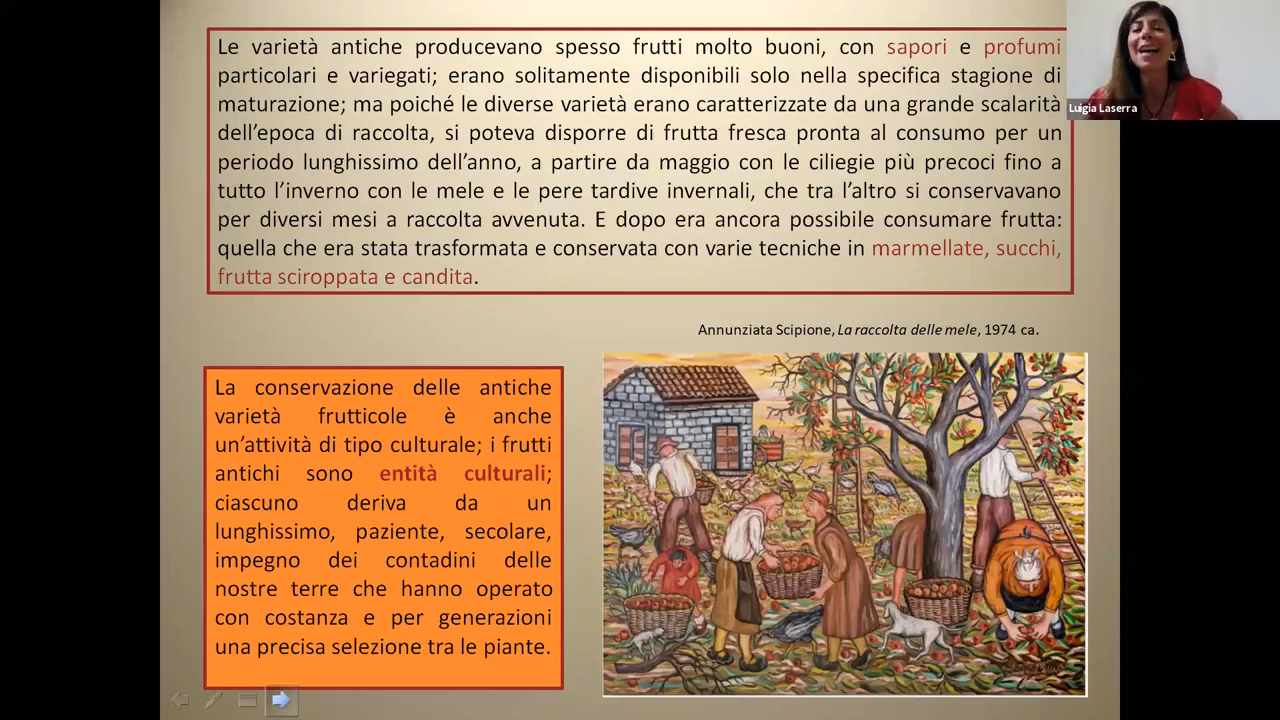 Le varietà antiche producevano spesso frutti molto buoni, con sapori e profumi
particolari e variegati; erano solitamente disponibili solo nella specifica stagione di
maturazione; ma poiché le diverse varietà erano caratterizzate da una grande scalarità
dell'epoca di raccolta, si poteva disporre di frutta fresca pronta al consumo per un
periodo lunghissimo dell'anno, a partire da maggio con le ciliegie più precoci fino a
tutto l'inverno con le mele e le pere tardive invernali, che tra l'altro si conservavano
per diversi mesi a raccolta avvenuta. E dopo era ancora possibile consumare frutta:
quella che era stata trasformata e conservata con varie tecniche in marmellate, succhi,
frutta sciroppata e candita.
Luigia Laserra
Annunziata Scipione, La raccolta delle mele, 1974 ca.
La conservazione delle antiche
varietà frutticole è anche
un'attività di tipo culturale; i frutti
antichi sono entità culturali;
ciascuno deriva da un
lunghissimo, paziente, secolare,
impegno dei contadini delle
nostre terre che hanno operato
con costanza e per generazioni
una precisa selezione tra le piante.